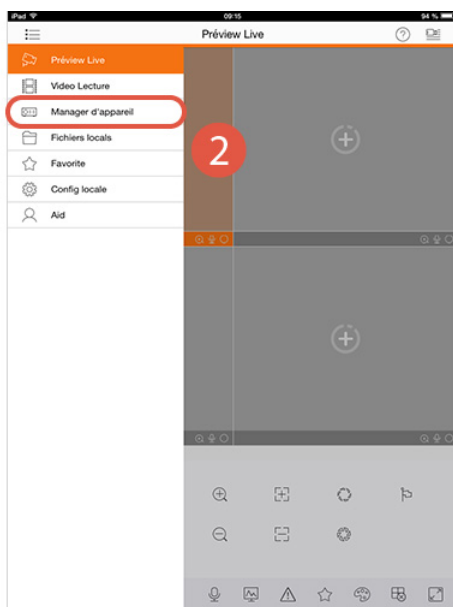 iPad 09:15 94 %
Préview Live
Préview Live
Video Lecture
Manager d'appareil
Fichiers locals
Favorite
Config locale
Aid
2